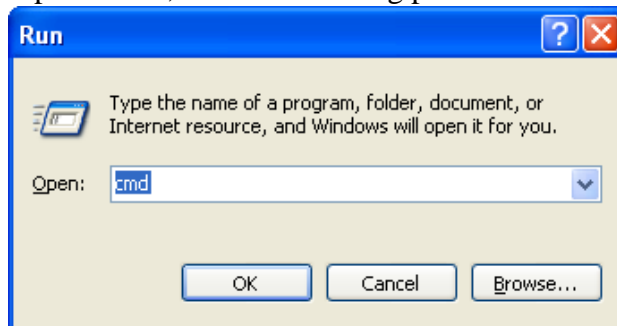 Run
Type the name of a program, folder, document, or
Internet resource, and Windows will open it for you.
Open:
cmd
OK
Cancel
Browse...